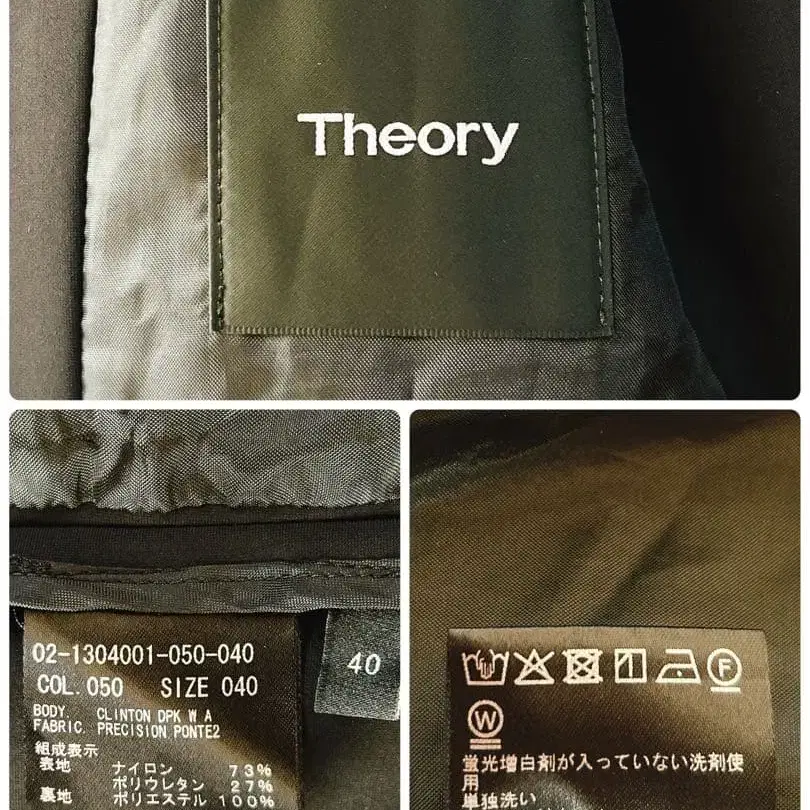 Theory
02-1304001-050-040
COL.050 SIZE 040
BODY. CLINTON DPK W A
FABRIC. PRECISION PONTE2
組成表示
表地 ナイロン 73%
ポリウレタン 27%
裏地 ポリエステル 100%
40
F
W
蛍光増白剤が入っていない洗剤使
用
単独洗い